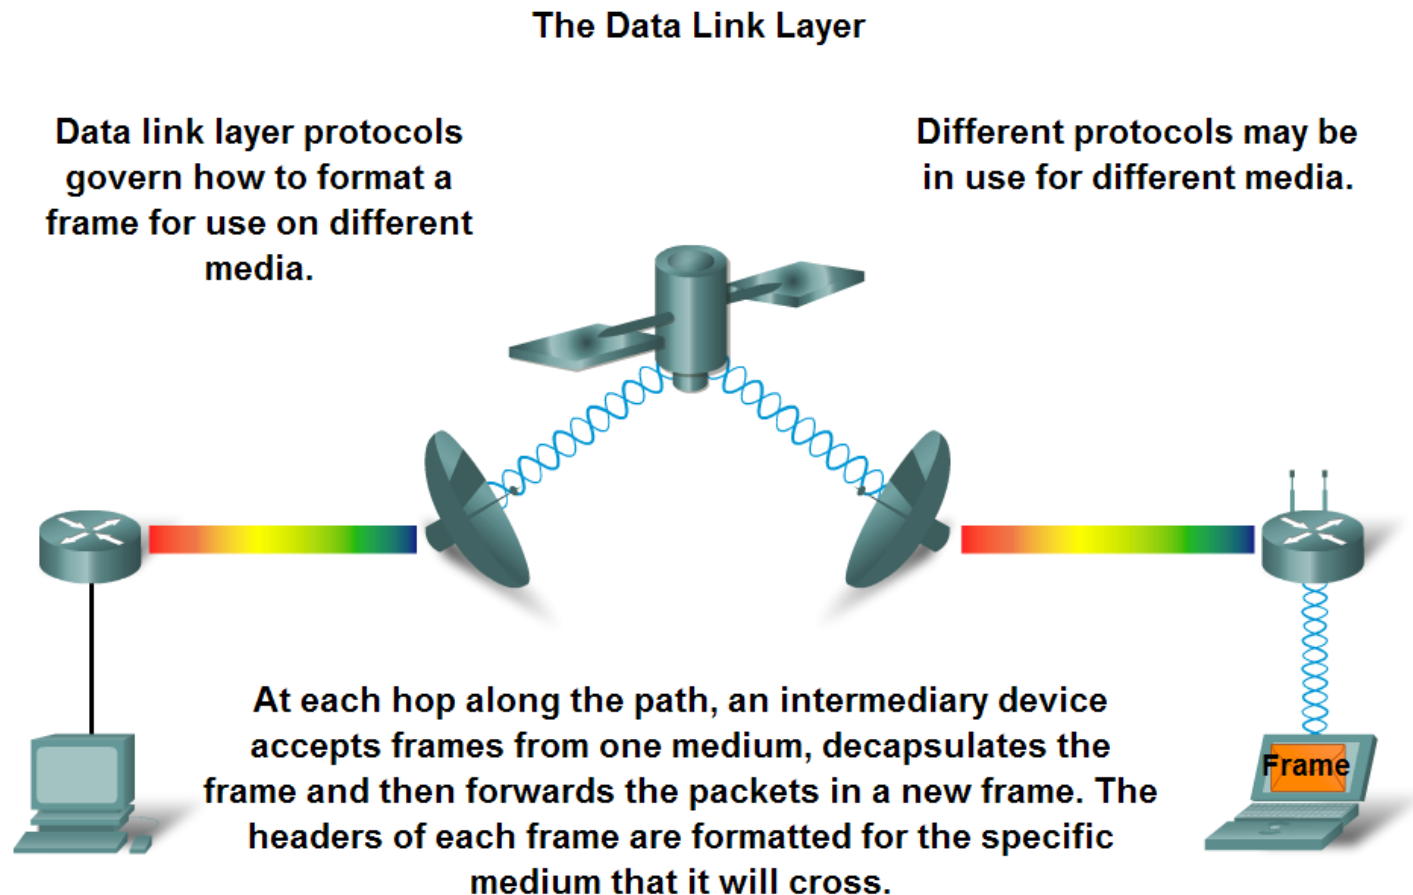 The Data Link Layer
Data link layer protocols
govern how to format a
frame for use on different
media.
Different protocols may be
in use for different media.
Frame
At each hop along the path, an intermediary device
accepts frames from one medium, decapsulates the
frame and then forwards the packets in a new frame. The
headers of each frame are formatted for the specific
medium that it will cross.